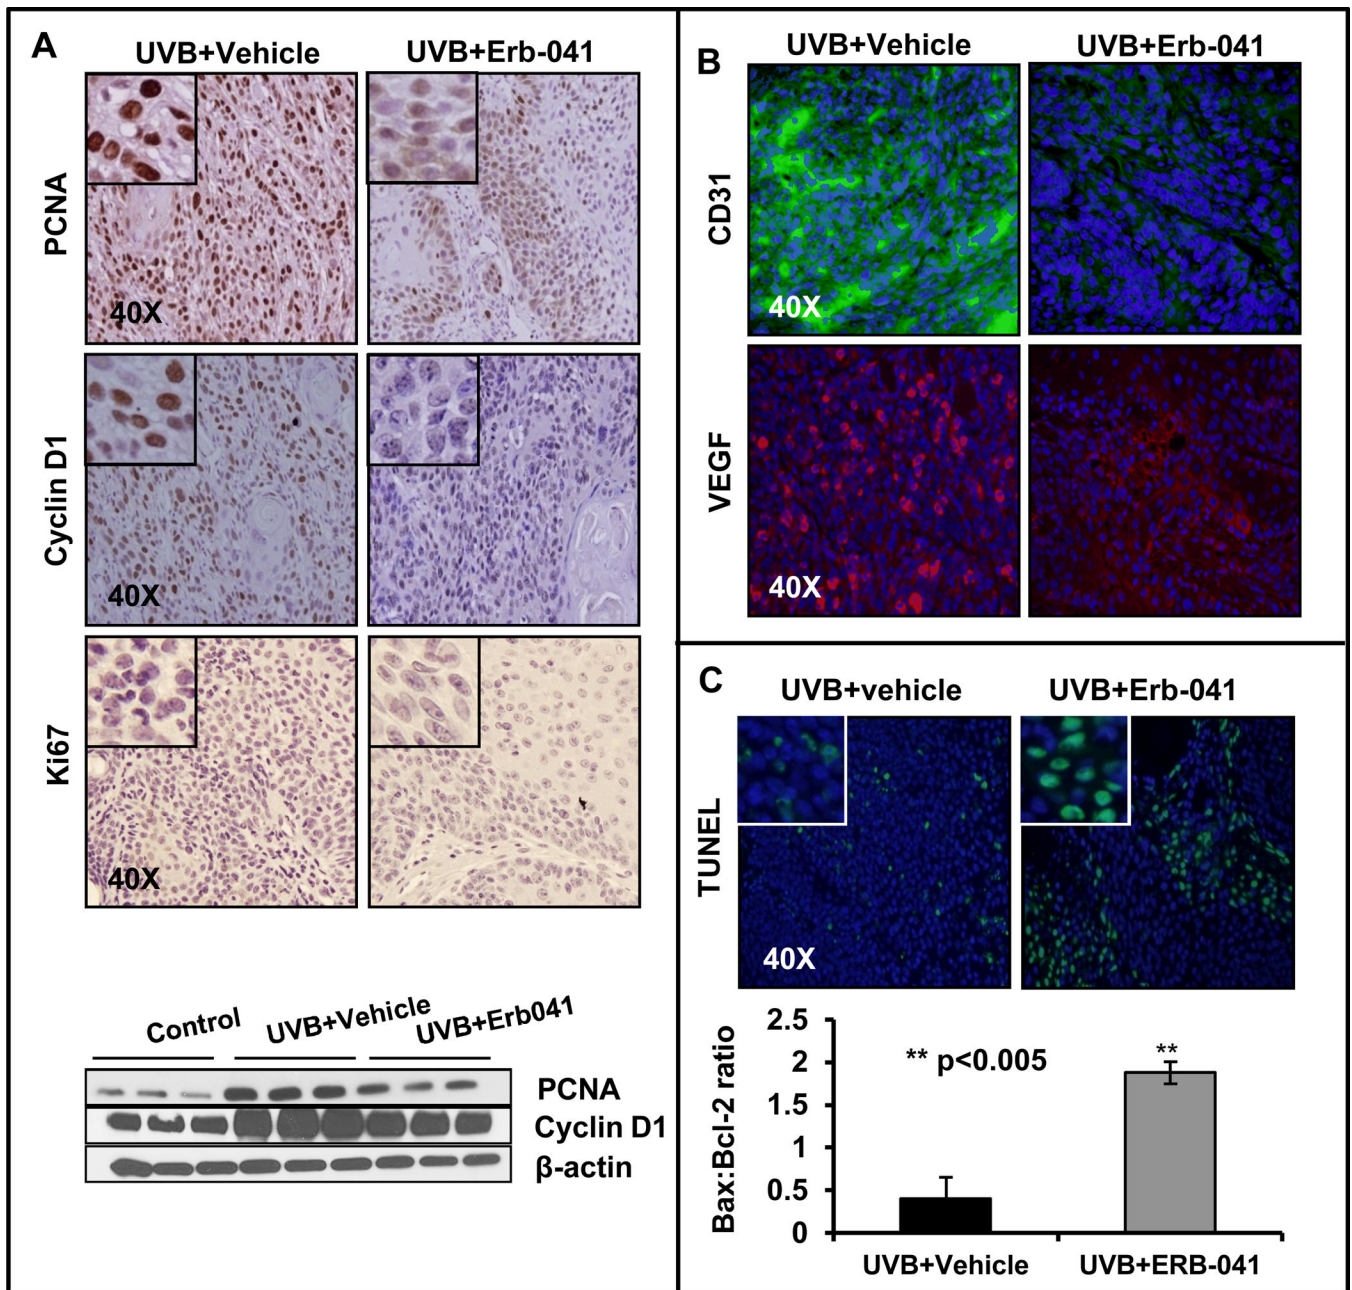 A
UVB+Vehicle
UVB+Erb-041
PCNA
40X
Cyclin D1
40X
Ki67
40X
Control
UVB+Vehicle
UVB+Erb041
PCNA
Cyclin D1
β-actin
B
UVB+Vehicle
UVB+Erb-041
CD31
40X
VEGF
40X
C
UVB+vehicle
UVB+Erb-041
TUNEL
40X
Bax:Bcl-2 ratio
2.5
2
1.5
1
0.5
0
** p<0.005
**
UVB+Vehicle
UVB+ERB-041